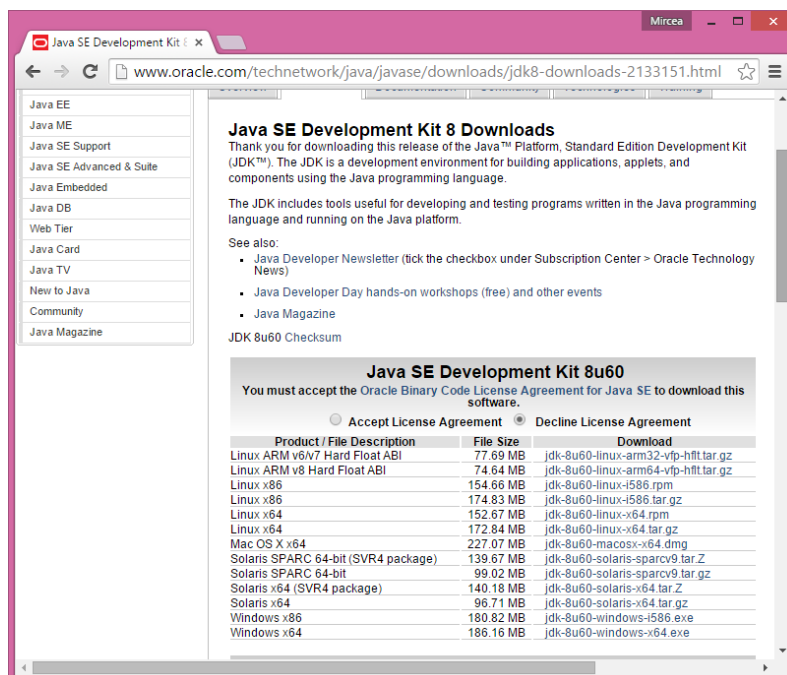 Mircea
Java SE Development Kit 8
www.oracle.com/technetwork/java/javase/downloads/jdk8-downloads-2133151.html
Overview Documentation Community Technologies Training
Java EE
Java ME
Java SE Support
Java SE Advanced & Suite
Java Embedded
Java DB
Web Tier
Java Card
Java TV
New to Java
Community
Java Magazine
Java SE Development Kit 8 Downloads
Thank you for downloading this release of the Java™ Platform, Standard Edition Development Kit
(JDK™). The JDK is a development environment for building applications, applets, and
components using the Java programming language.
The JDK includes tools useful for developing and testing programs written in the Java programming
language and running on the Java platform.
See also:
Java Developer Newsletter (tick the checkbox under Subscription Center > Oracle Technology
News)
Java Developer Day hands-on workshops (free) and other events
Java Magazine
JDK 8u60 Checksum
Java SE Development Kit 8u60
You must accept the Oracle Binary Code License Agreement for Java SE to download this
software.
Accept License Agreement Decline License Agreement
Product / File Description File Size Download
Linux ARM v6/v7 Hard Float ABI 77.69 MB jdk-8u60-linux-arm32-vfp-hflt.tar.gz
Linux ARM v8 Hard Float ABI 74.64 MB jdk-8u60-linux-arm64-vfp-hflt.tar.gz
Linux x86 154.66 MB jdk-8u60-linux-i586.rpm
Linux x86 174.83 MB jdk-8u60-linux-i586.tar.gz
Linux x64 152.67 MB jdk-8u60-linux-x64.rpm
Linux x64 172.84 MB jdk-8u60-linux-x64.tar.gz
Mac OS X x64 227.07 MB jdk-8u60-macosx-x64.dmg
Solaris SPARC 64-bit (SVR4 package) 139.67 MB jdk-8u60-solaris-sparcv9.tar.Z
Solaris SPARC 64-bit 99.02 MB jdk-8u60-solaris-sparcv9.tar.gz
Solaris x64 (SVR4 package) 140.18 MB jdk-8u60-solaris-x64.tar.Z
Solaris x64 96.71 MB jdk-8u60-solaris-x64.tar.gz
Windows x86 180.82 MB jdk-8u60-windows-i586.exe
Windows x64 186.16 MB jdk-8u60-windows-x64.exe